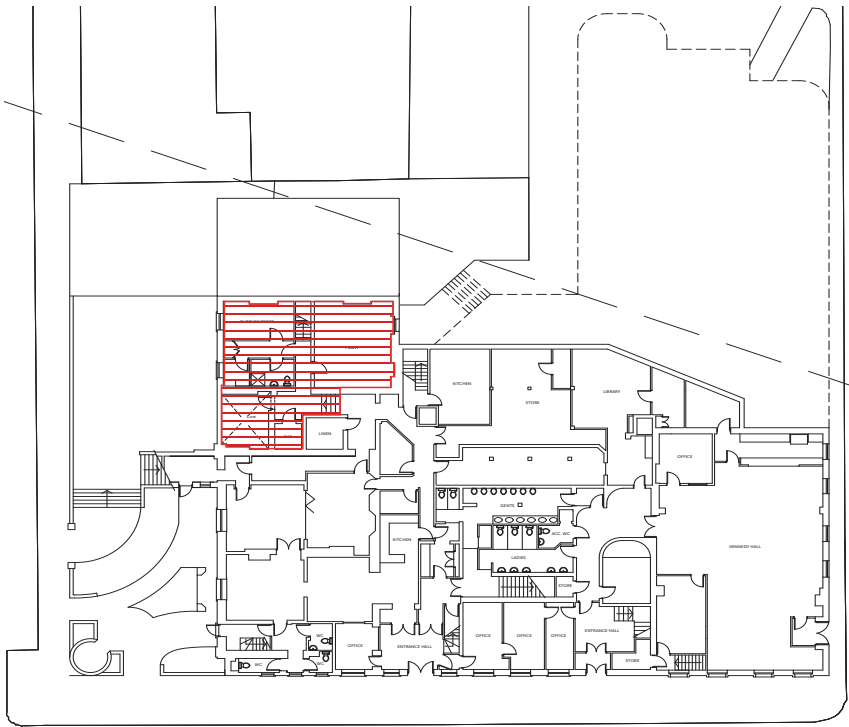 KITCHEN
LIBRARY
STORE
LINEN
OFFICE
GENTS
ACC. WC
KITCHEN
KENNEDY HALL
LADIES
STORE
WC
OFFICE
ENTRANCE HALL
OFFICE
OFFICE
OFFICE
ENTRANCE HALL
WC
WC
STORE